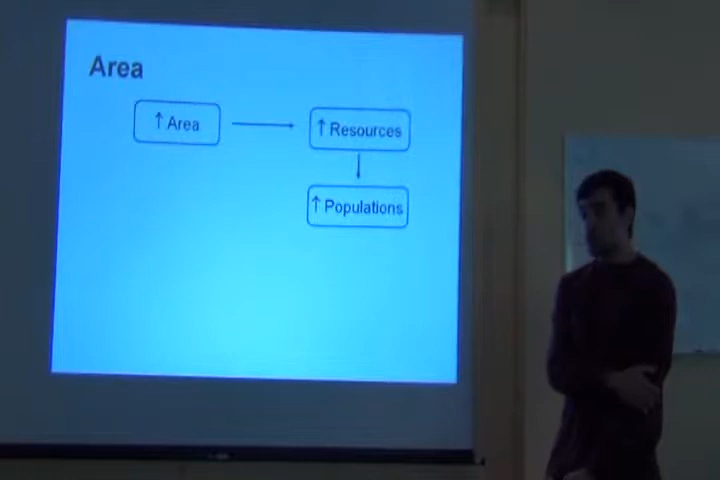 Area
↑ Area
↑ Resources
↑ Populations